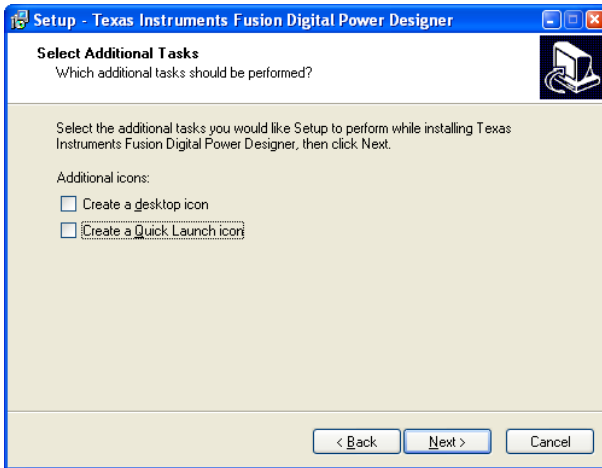 Setup - Texas Instruments Fusion Digital Power Designer
Select Additional Tasks
Which additional tasks should be performed?
Select the additional tasks you would like Setup to perform while installing Texas
Instruments Fusion Digital Power Designer, then click Next.
Additional icons:
Create a desktop icon
Create a Quick Launch icon
< Back
Next >
Cancel